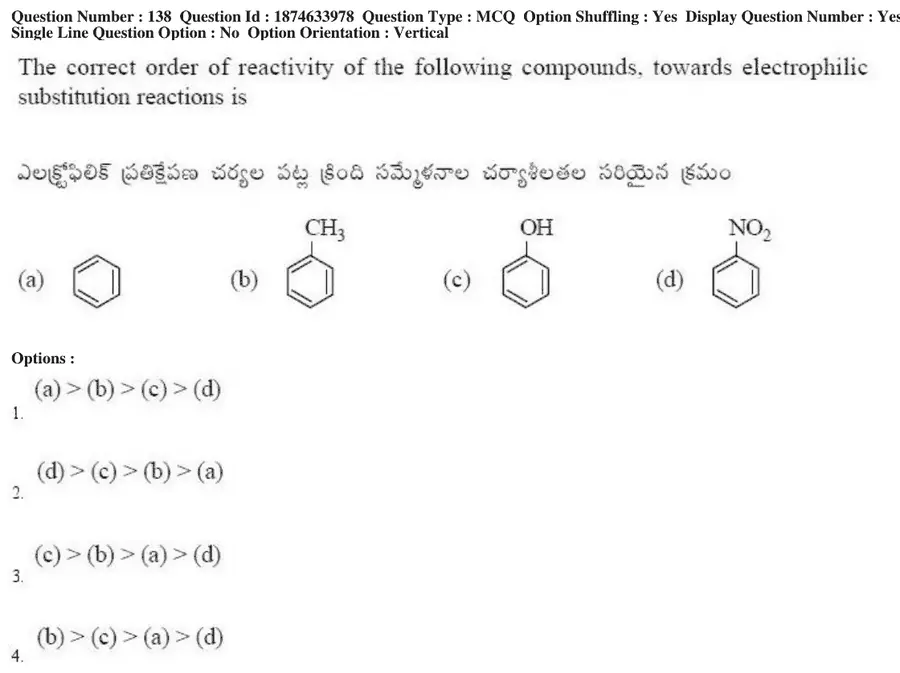 Question Number : 138 Question Id : 1874633978 Question Type : MCQ Option Shuffling : Yes Display Question Number : Yes
Single Line Question Option : No Option Orientation : Vertical
The correct order of reactivity of the following compounds, towards electrophilic
substitution reactions is
ఎలక్ట్రోఫిలిక్ ప్రతిక్షేపణ చర్యల పట్ల క్రింది సమ్మేళనాల చర్యాశీలతల సరియైన క్రమం
CH3 OH NO2
(a) (b) (c) (d)
Options :
(a) > (b) > (c) > (d)
1.
(d) > (c) > (b) > (a)
2.
(c) > (b) > (a) > (d)
3.
(b) > (c) > (a) > (d)
4.